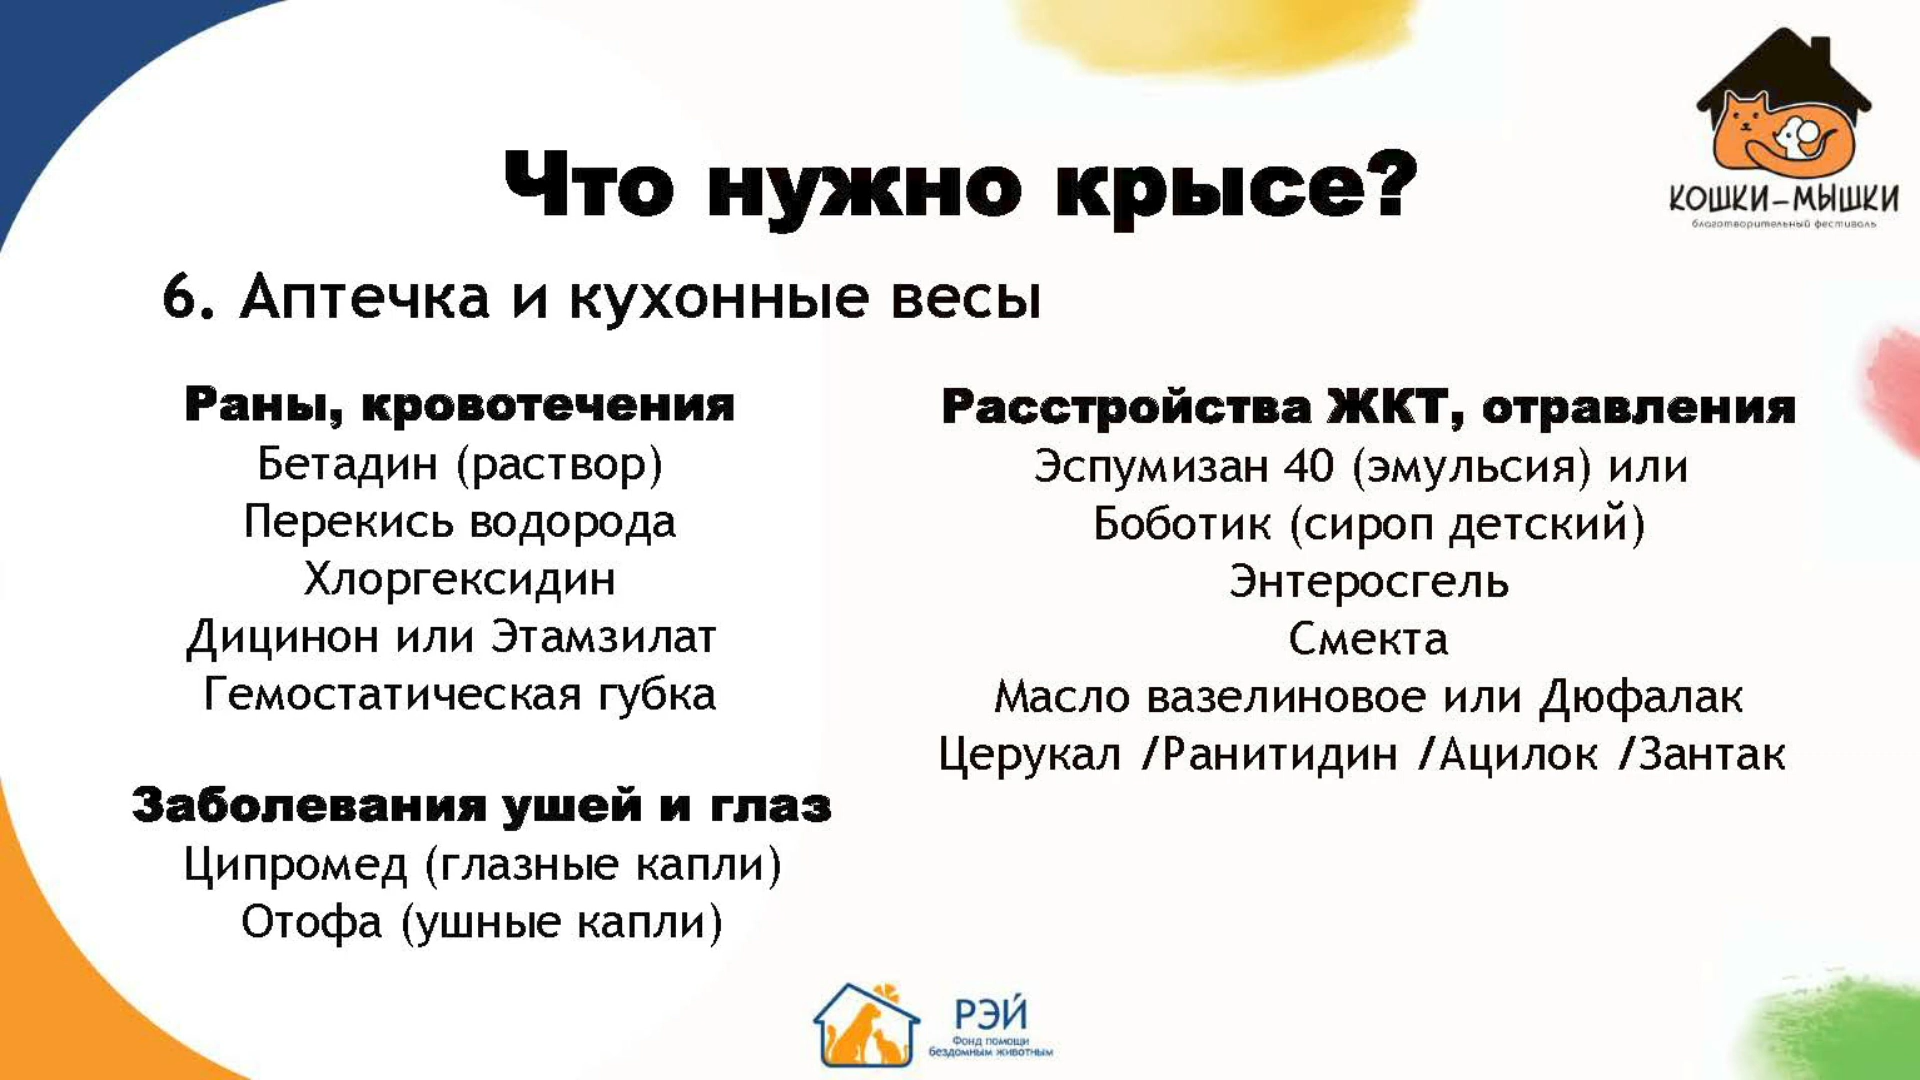 КОШКИ-МЫШКИ
благотворительный фестиваль
Что нужно крысе?
6. Аптечка и кухонные весы
Раны, кровотечения
Бетадин (раствор)
Перекись водорода
Хлоргексидин
Дицинон или Этамзилат
Гемостатическая губка
Заболевания ушей и глаз
Ципромед (глазные капли)
Отофа (ушные капли)
Расстройства ЖКТ, отравления
Эспумизан 40 (эмульсия) или
Боботик (сироп детский)
Энтеросгель
Смекта
Масло вазелиновое или Дюфалак
Церукал /Ранитидин /Ацилок /Зантак
РЭЙ
Фонд помощи
бездомным животным